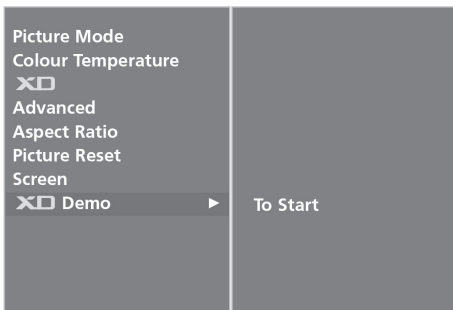 Picture Mode
Colour Temperature
XD
Advanced
Aspect Ratio
Picture Reset
Screen
XD Demo ► To Start